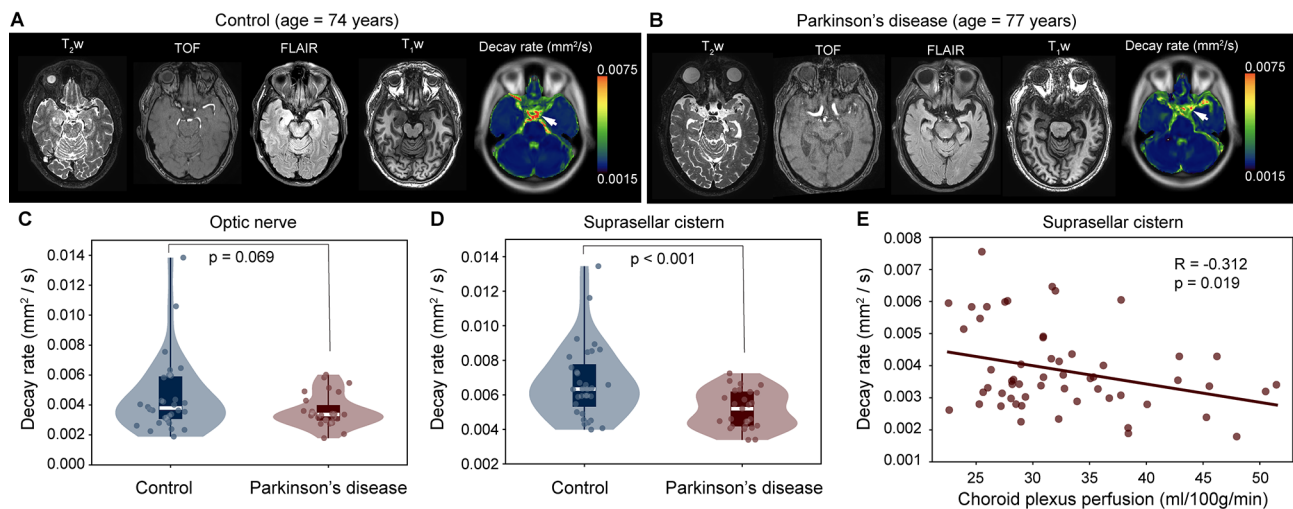 A Control (age = 74 years)
T2w TOF FLAIR T1w Decay rate (mm²/s)
0.0075
0.0015
B Parkinson's disease (age = 77 years)
T2w TOF FLAIR T1w Decay rate (mm²/s)
0.0075
0.0015
C Optic nerve
Decay rate (mm² / s)
0.014
0.012
0.010
0.008
0.006
0.004
0.002
0.000
p = 0.069
Control Parkinson's disease
D Suprasellar cistern
Decay rate (mm² / s)
0.014
0.012
0.010
0.008
0.006
0.004
0.002
p < 0.001
Control Parkinson's disease
E Suprasellar cistern
Decay rate (mm² / s)
0.008
0.007
0.006
0.005
0.004
0.003
0.002
0.001
R = -0.312
p = 0.019
25 30 35 40 45 50
Choroid plexus perfusion (ml/100g/min)